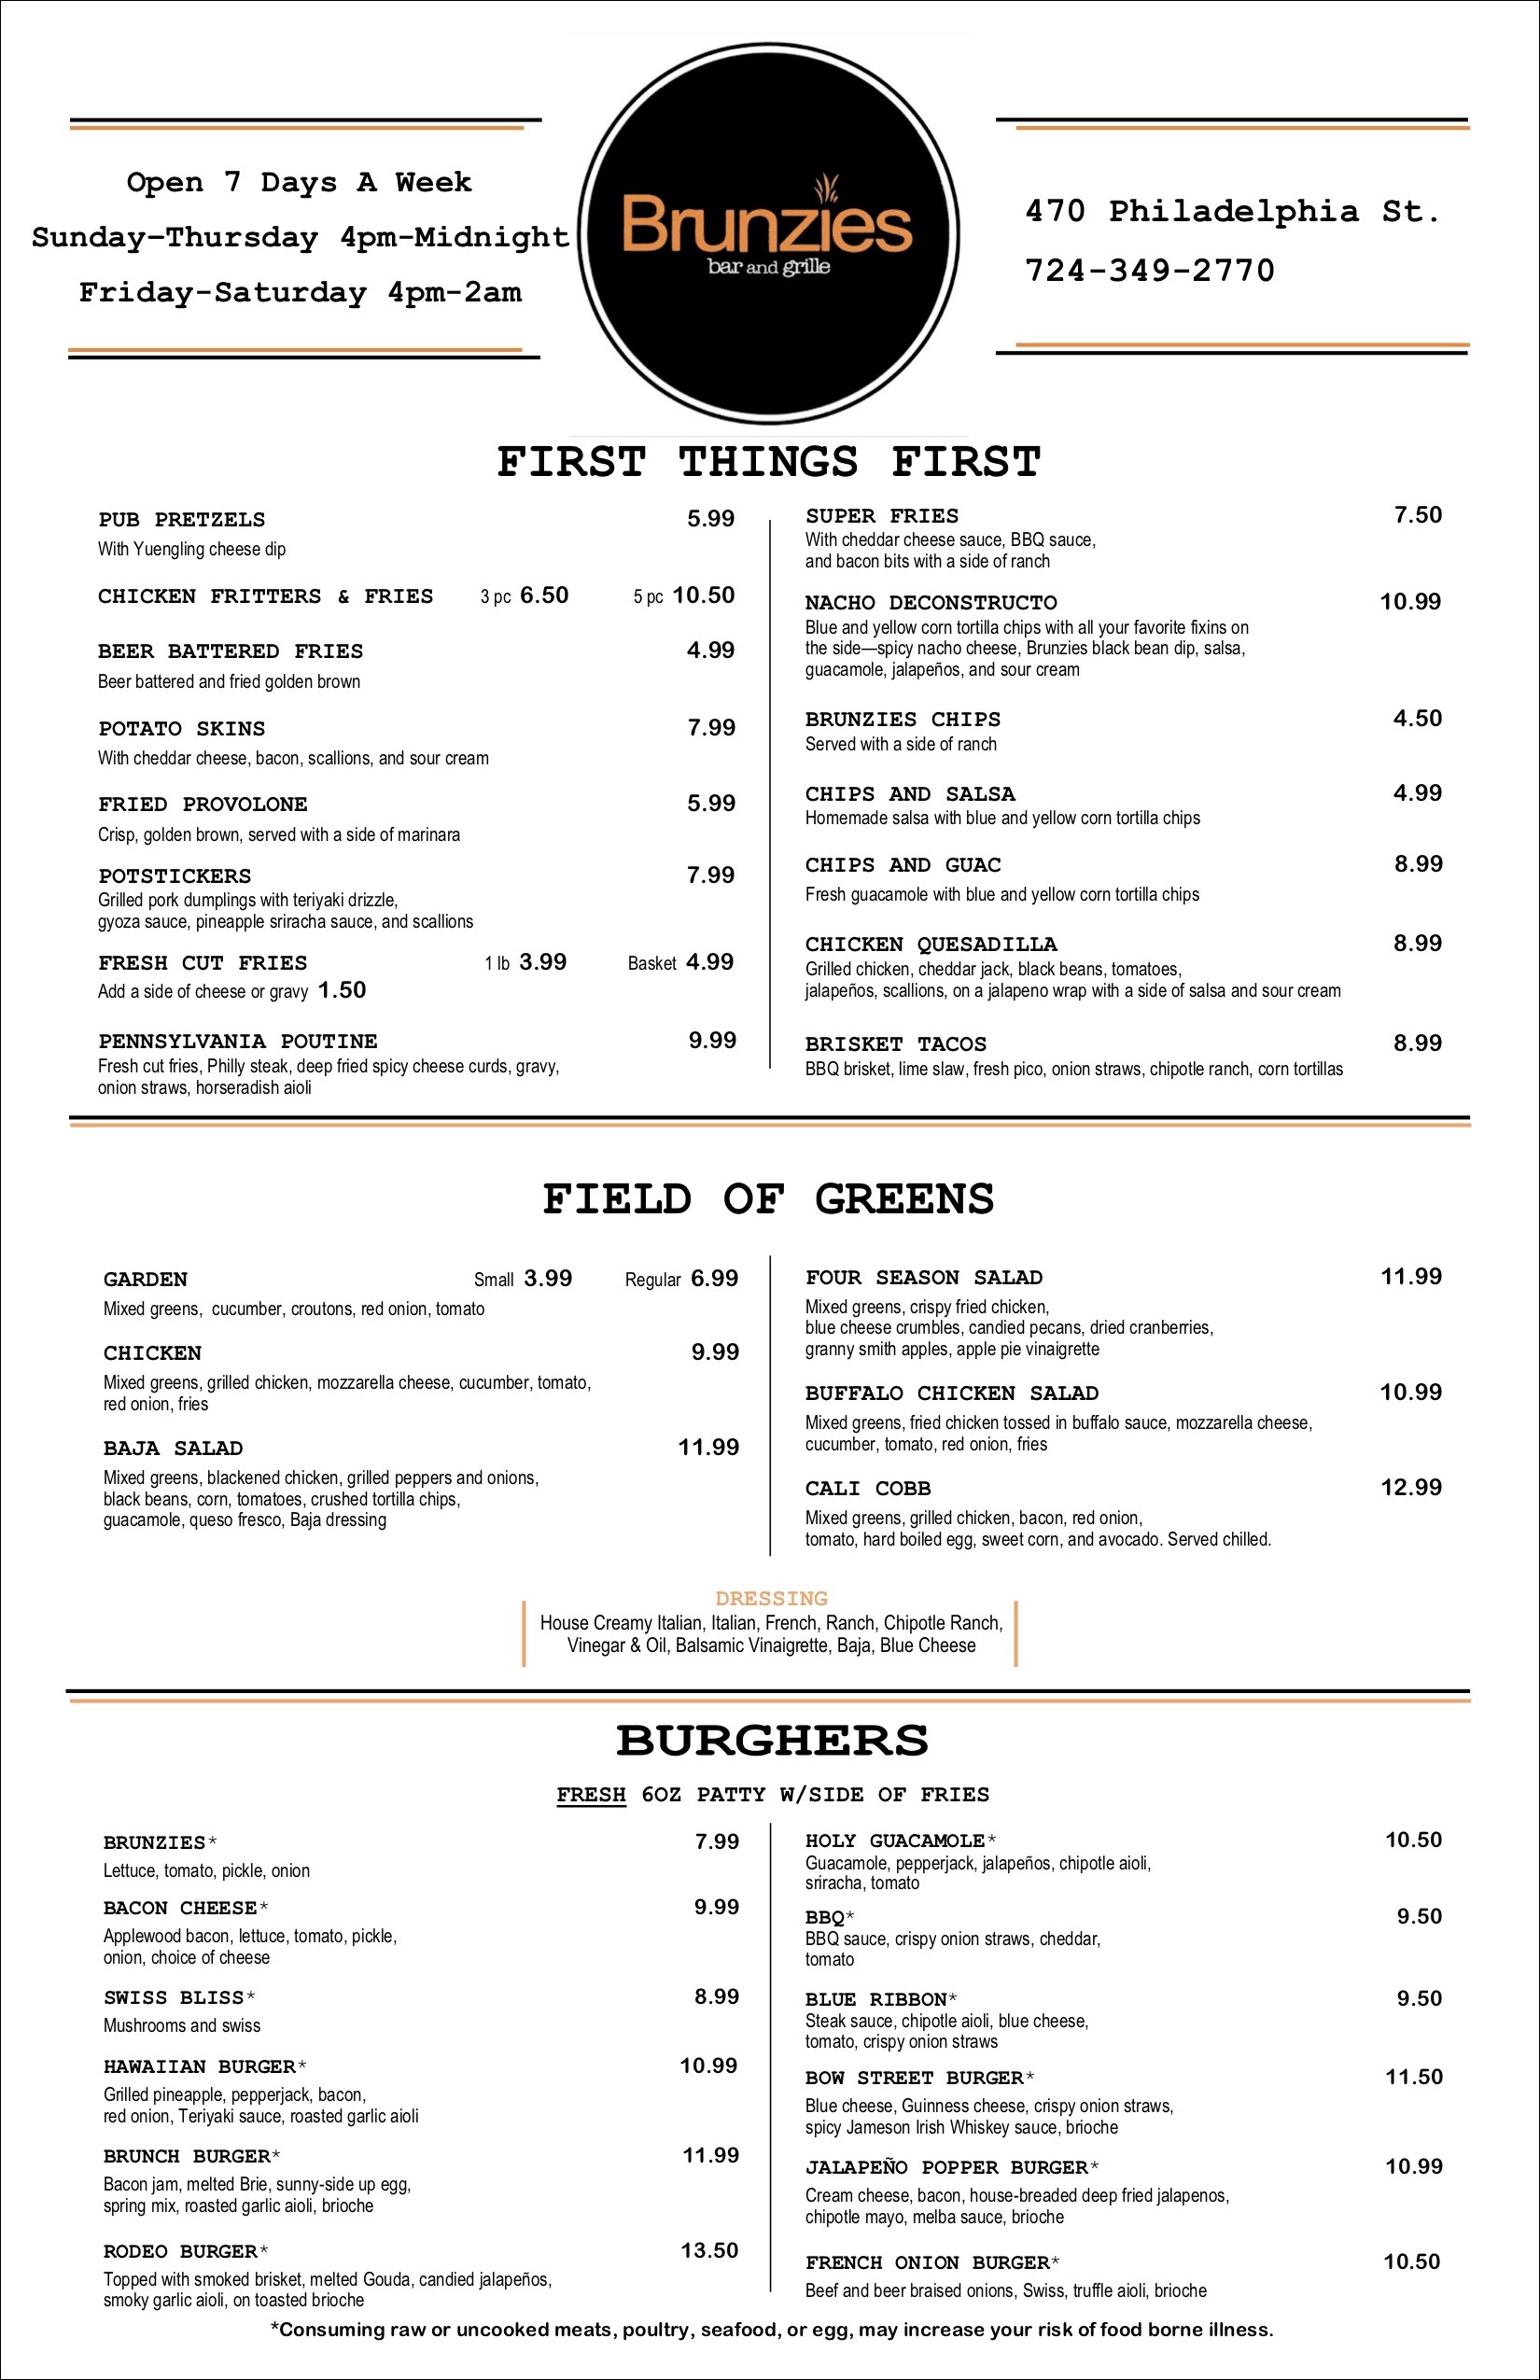 Open 7 Days A Week
Sunday-Thursday 4pm-Midnight
Friday-Saturday 4pm-2am
Brunzies
bar and grille
470 Philadelphia St.
724-349-2770
FIRST THINGS FIRST
PUB PRETZELS 5.99
With Yuengling cheese dip
CHICKEN FRITTERS & FRIES 3 pc 6.50 5 pc 10.50
BEER BATTERED FRIES 4.99
Beer battered and fried golden brown
POTATO SKINS 7.99
With cheddar cheese, bacon, scallions, and sour cream
FRIED PROVOLONE 5.99
Crisp, golden brown, served with a side of marinara
POTSTICKERS 7.99
Grilled pork dumplings with teriyaki drizzle,
gyoza sauce, pineapple sriracha sauce, and scallions
FRESH CUT FRIES 1 lb 3.99 Basket 4.99
Add a side of cheese or gravy 1.50
PENNSYLVANIA POUTINE 9.99
Fresh cut fries, Philly steak, deep fried spicy cheese curds, gravy,
onion straws, horseradish aioli
SUPER FRIES 7.50
With cheddar cheese sauce, BBQ sauce,
and bacon bits with a side of ranch
NACHO DECONSTRUCTO 10.99
Blue and yellow corn tortilla chips with all your favorite fixins on
the side—spicy nacho cheese, Brunzies black bean dip, salsa,
guacamole, jalapeños, and sour cream
BRUNZIES CHIPS 4.50
Served with a side of ranch
CHIPS AND SALSA 4.99
Homemade salsa with blue and yellow corn tortilla chips
CHIPS AND GUAC 8.99
Fresh guacamole with blue and yellow corn tortilla chips
CHICKEN QUESADILLA 8.99
Grilled chicken, cheddar jack, black beans, tomatoes,
jalapeños, scallions, on a jalapeno wrap with a side of salsa and sour cream
BRISKET TACOS 8.99
BBQ brisket, lime slaw, fresh pico, onion straws, chipotle ranch, corn tortillas
FIELD OF GREENS
GARDEN Small 3.99 Regular 6.99
Mixed greens, cucumber, croutons, red onion, tomato
CHICKEN 9.99
Mixed greens, grilled chicken, mozzarella cheese, cucumber, tomato,
red onion, fries
BAJA SALAD 11.99
Mixed greens, blackened chicken, grilled peppers and onions,
black beans, corn, tomatoes, crushed tortilla chips,
guacamole, queso fresco, Baja dressing
FOUR SEASON SALAD 11.99
Mixed greens, crispy fried chicken,
blue cheese crumbles, candied pecans, dried cranberries,
granny smith apples, apple pie vinaigrette
BUFFALO CHICKEN SALAD 10.99
Mixed greens, fried chicken tossed in buffalo sauce, mozzarella cheese,
cucumber, tomato, red onion, fries
CALI COBB 12.99
Mixed greens, grilled chicken, bacon, red onion,
tomato, hard boiled egg, sweet corn, and avocado. Served chilled.
DRESSING
House Creamy Italian, Italian, French, Ranch, Chipotle Ranch,
Vinegar & Oil, Balsamic Vinaigrette, Baja, Blue Cheese
BURGHERS
FRESH 6OZ PATTY W/SIDE OF FRIES
BRUNZIES* 7.99
Lettuce, tomato, pickle, onion
BACON CHEESE* 9.99
Applewood bacon, lettuce, tomato, pickle,
onion, choice of cheese
SWISS BLISS* 8.99
Mushrooms and swiss
HAWAIIAN BURGER* 10.99
Grilled pineapple, pepperjack, bacon,
red onion, Teriyaki sauce, roasted garlic aioli
BRUNCH BURGER* 11.99
Bacon jam, melted Brie, sunny-side up egg,
spring mix, roasted garlic aioli, brioche
RODEO BURGER* 13.50
Topped with smoked brisket, melted Gouda, candied jalapeños,
smoky garlic aioli, on toasted brioche
HOLY GUACAMOLE* 10.50
Guacamole, pepperjack, jalapeños, chipotle aioli,
sriracha, tomato
BBQ* 9.50
BBQ sauce, crispy onion straws, cheddar,
tomato
BLUE RIBBON* 9.50
Steak sauce, chipotle aioli, blue cheese,
tomato, crispy onion straws
BOW STREET BURGER* 11.50
Blue cheese, Guinness cheese, crispy onion straws,
spicy Jameson Irish Whiskey sauce, brioche
JALAPEÑO POPPER BURGER* 10.99
Cream cheese, bacon, house-breaded deep fried jalapenos,
chipotle mayo, melba sauce, brioche
FRENCH ONION BURGER* 10.50
Beef and beer braised onions, Swiss, truffle aioli, brioche
*Consuming raw or uncooked meats, poultry, seafood, or egg, may increase your risk of food borne illness.